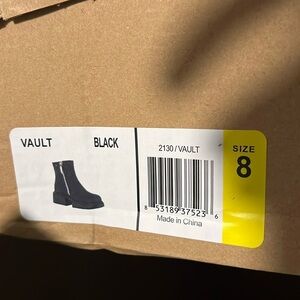 VAULT
BLACK
2130/VAULT
8 53189 37523 6
Made in China
SIZE
8